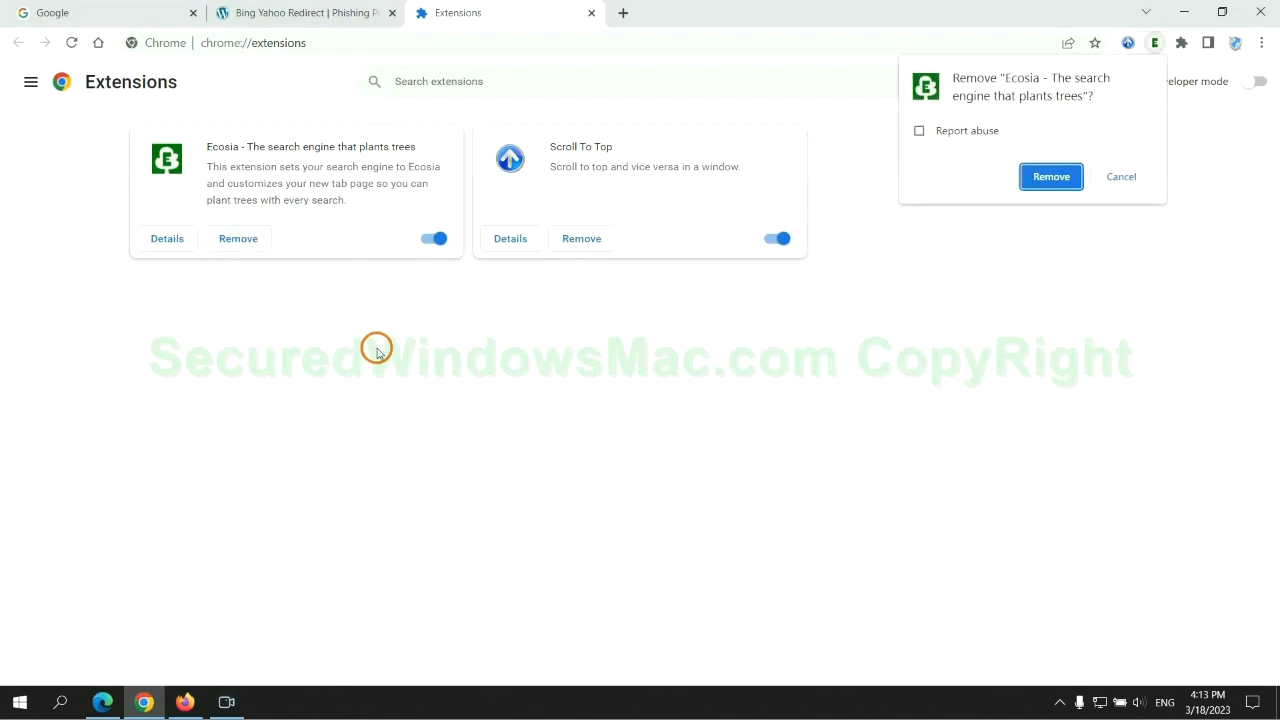 Google
Bing Yahoo Redirect | Phishing P
Extensions
Chrome
chrome://extensions
Extensions
Search extensions
veloper mode
Remove "Ecosia - The search
engine that plants trees"?
Report abuse
Remove
Cancel
Ecosia - The search engine that plants trees
This extension sets your search engine to Ecosia
and customizes your new tab page so you can
plant trees with every search.
Details
Remove
Scroll To Top
Scroll to top and vice versa in a window.
Details
Remove
SecuredWindowsMac.com CopyRight
ENG
4:13 PM
3/18/2023